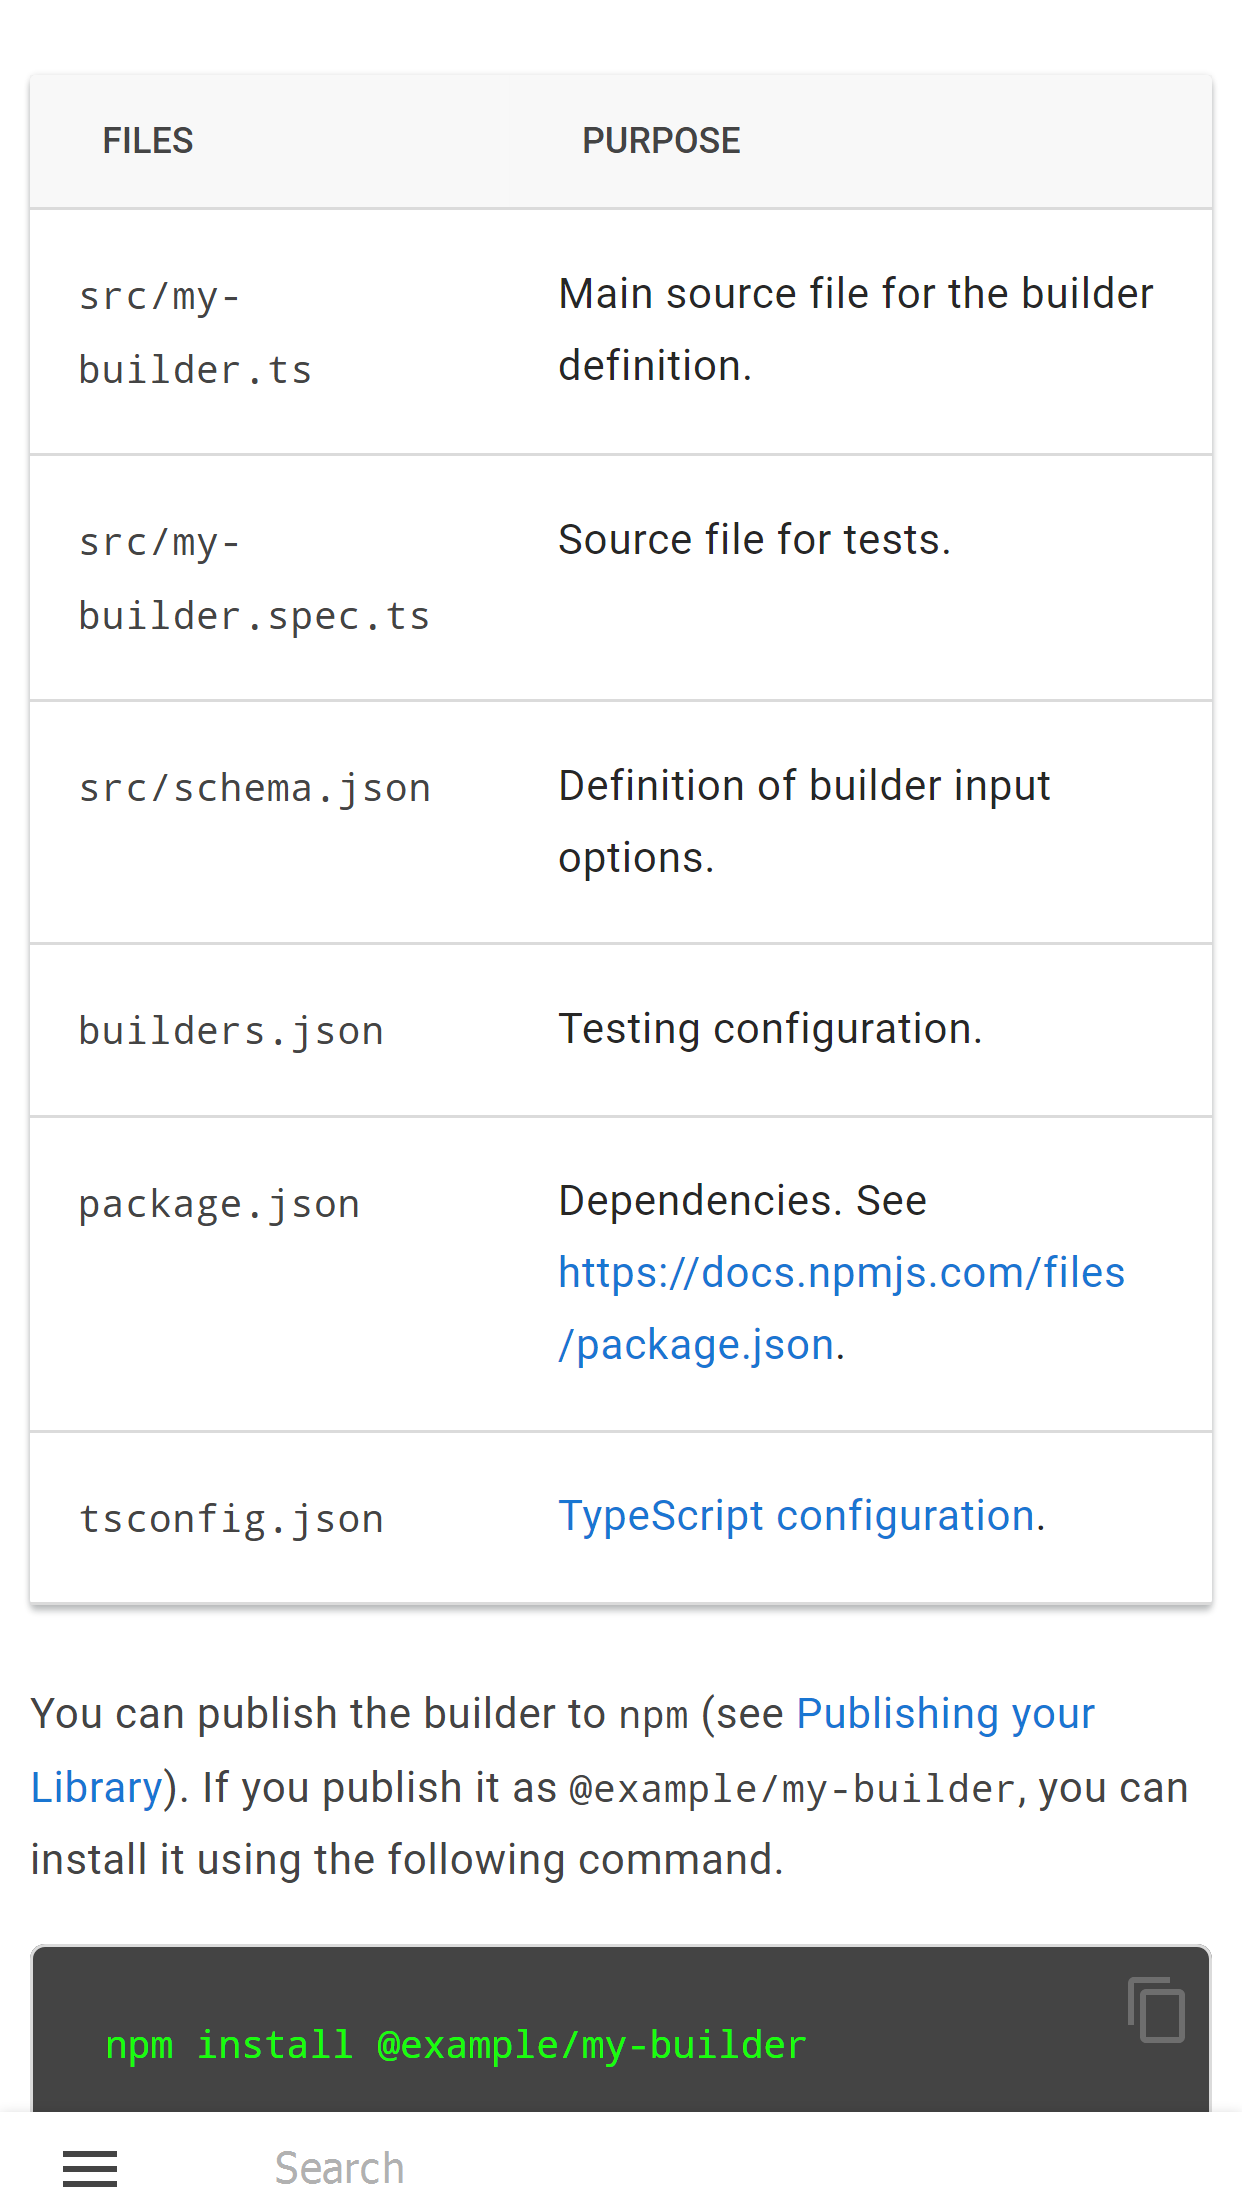 FILES PURPOSE
src/my- Main source file for the builder
builder.ts definition.
src/my- Source file for tests.
builder.spec.ts
src/schema.json Definition of builder input
options.
builders.json Testing configuration.
package.json Dependencies. See
https://docs.npmjs.com/files
/package.json.
tsconfig.json TypeScript configuration.
You can publish the builder to npm (see Publishing your
Library). If you publish it as @example/my-builder, you can
install it using the following command.
npm install @example/my-builder
Search